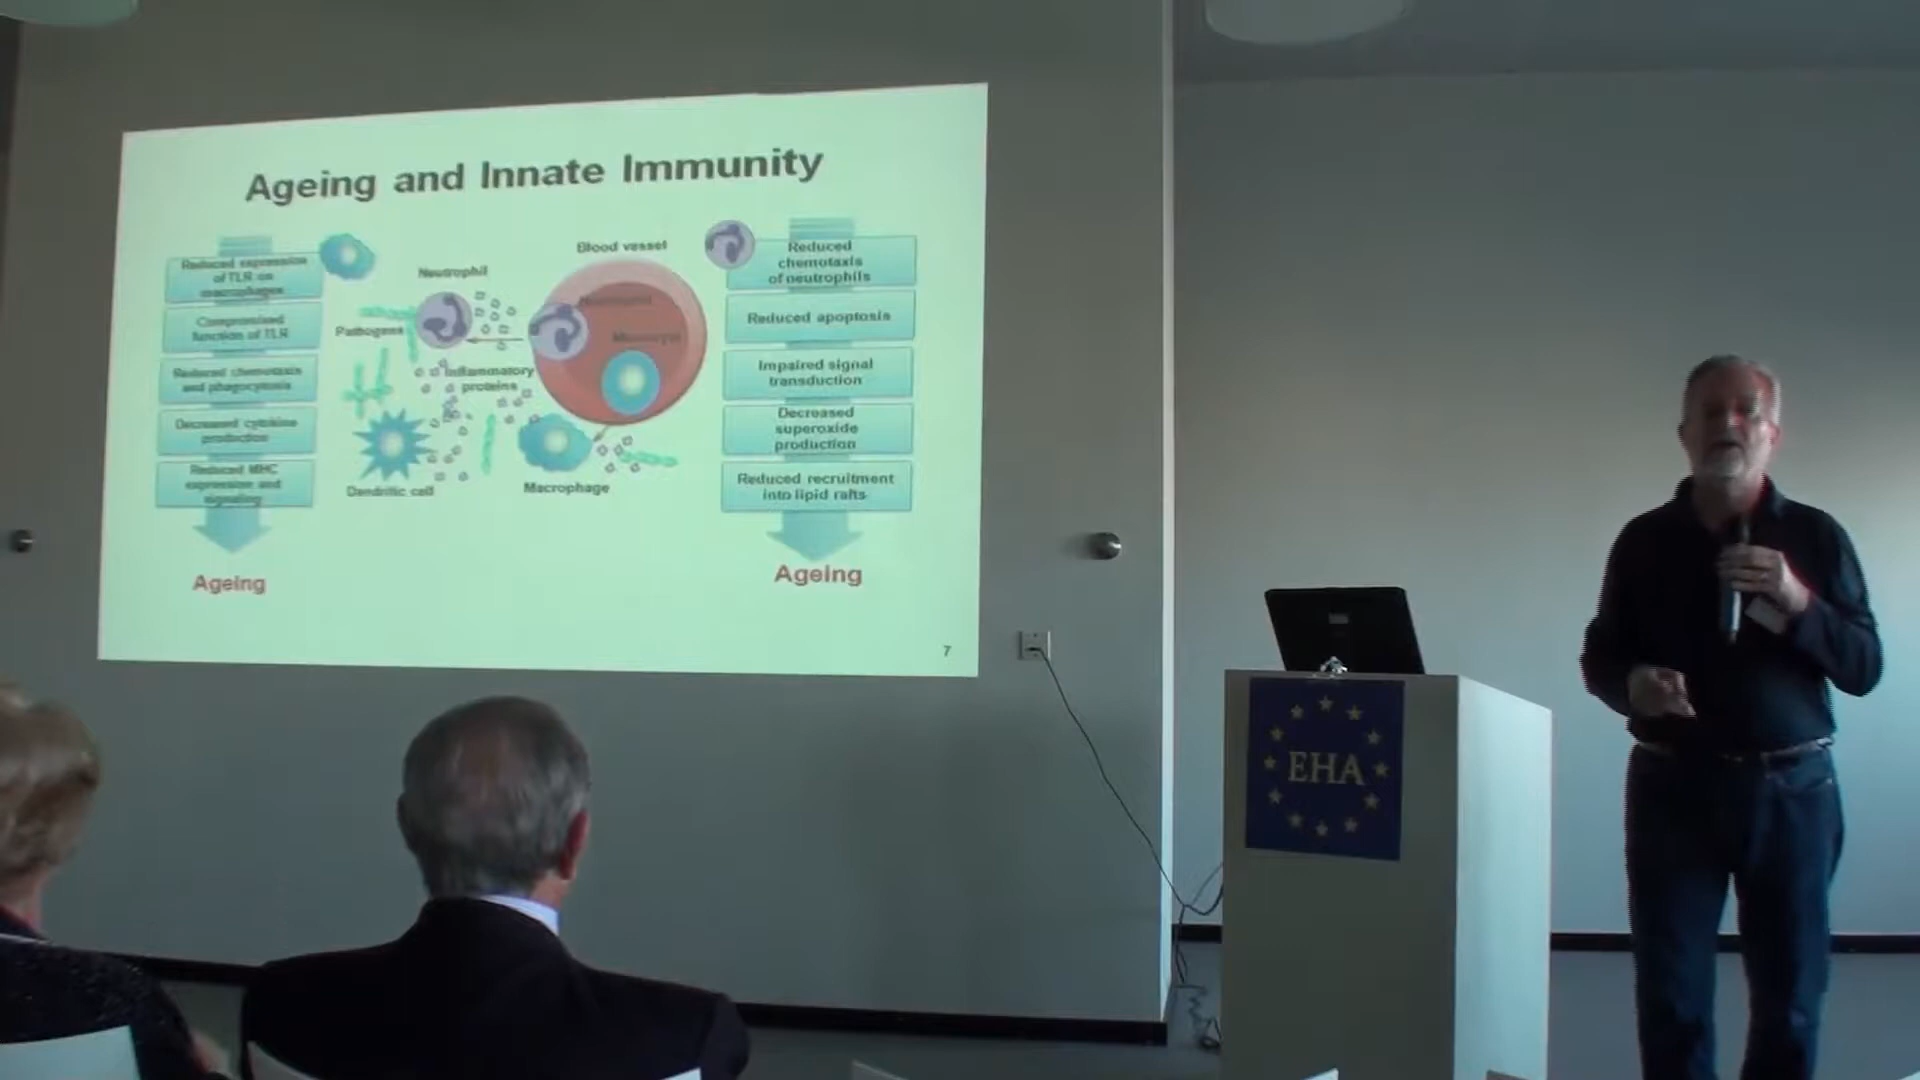 Ageing and Innate Immunity
Reduced expression
of TLR on
macrophages
Compromised
function of TLR
Reduced chemotaxis
and phagocytosis
Decreased cytokine
production
Reduced MHC
expression and
signaling
Ageing
Neutrophil
Pathogens
Inflammatory
proteins
Dendritic cell
Blood vessel
Neutrophil
Monocyte
Macrophage
Reduced
chemotaxis
of neutrophils
Reduced apoptosis
Impaired signal
transduction
Decreased
superoxide
production
Reduced recruitment
into lipid rafts
Ageing
7
EHA